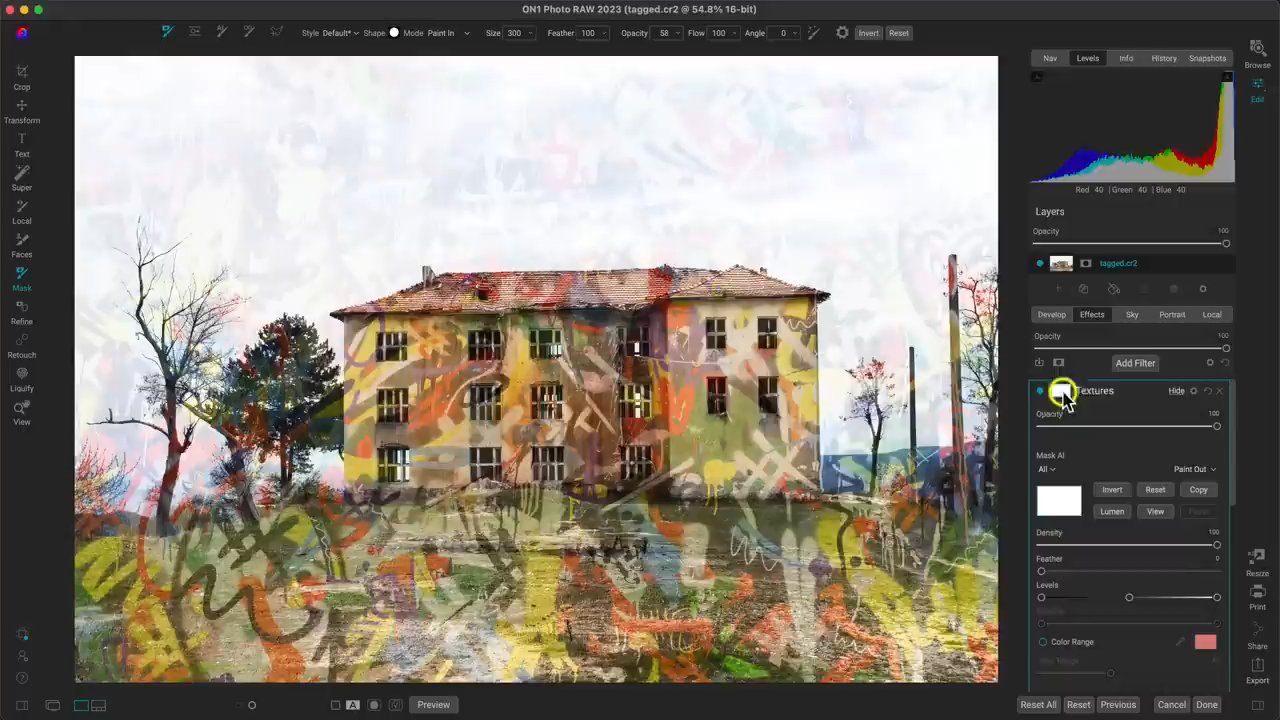 ON1 Photo RAW 2023 (tagged.cr2 @ 54.8% 16-bit)
Style Default* Shape Mode Paint In Size 300 Feather 100 Opacity 58 Flow 100 Angle 0 Invert Reset
Crop
Transform
Text
Super
Local
Faces
Mask
Refine
Retouch
Liquify
View
Nav Levels Info History Snapshots
Red 40 | Green 40 | Blue 40
Layers
Opacity 100
tagged.cr2
Develop Effects Sky Portrait Local
Opacity 100
Add Filter
Textures Hide
Opacity 100
Mask AI
All Paint Out
Invert Reset Copy
Lumen View
Density 100
Feather 0
Levels
Color Range
Browse
Edit
Resize
Print
Share
Export
A Preview
Reset All Reset Previous Cancel Done